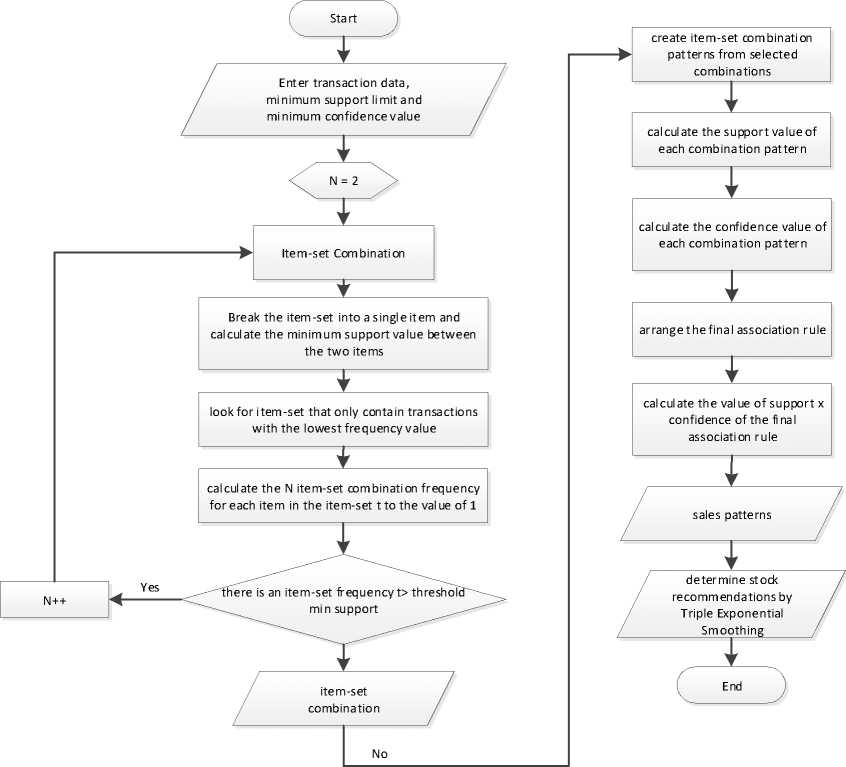 Start
Enter transaction data,
minimum support limit and
minimum confidence value
N = 2
Item-set Combination
Break the item-set into a single item and
calculate the minimum support value between
the two items
look for item-set that only contain transactions
with the lowest frequency value
calculate the N item-set combination frequency
for each item in the item-set t to the value of 1
there is an item-set frequency t> threshold
min support
Yes
N++
item-set
combination
No
create item-set combination
patterns from selected
combinations
calculate the support value of
each combination pattern
calculate the confidence value of
each combination pattern
arrange the final association rule
calculate the value of support x
confidence of the final
association rule
sales patterns
determine stock
recommendations by
Triple Exponential
Smoothing
End